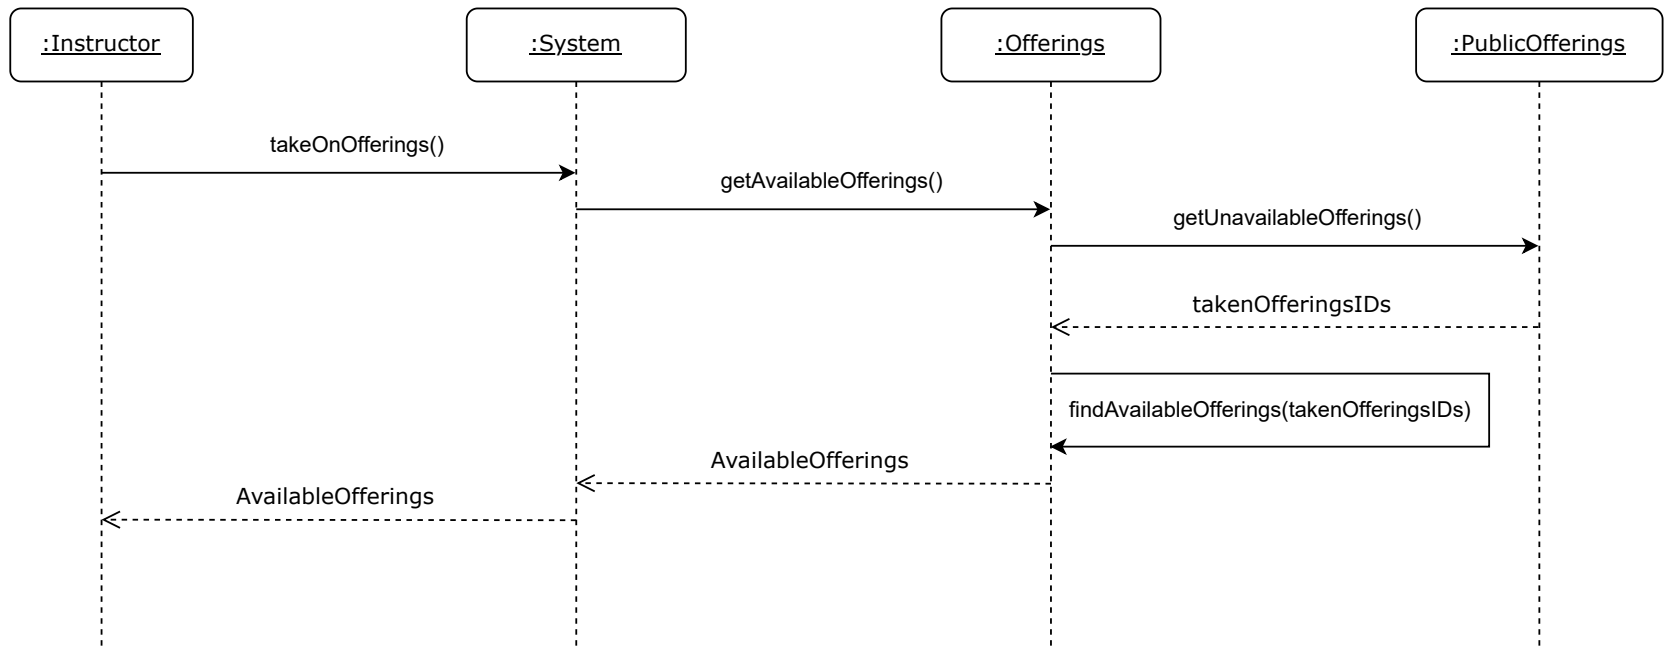 :Instructor
:System
:Offerings
:PublicOfferings
takeOnOfferings()
getAvailableOfferings()
getUnavailableOfferings()
takenOfferingsIDs
findAvailableOfferings(takenOfferingsIDs)
AvailableOfferings
AvailableOfferings